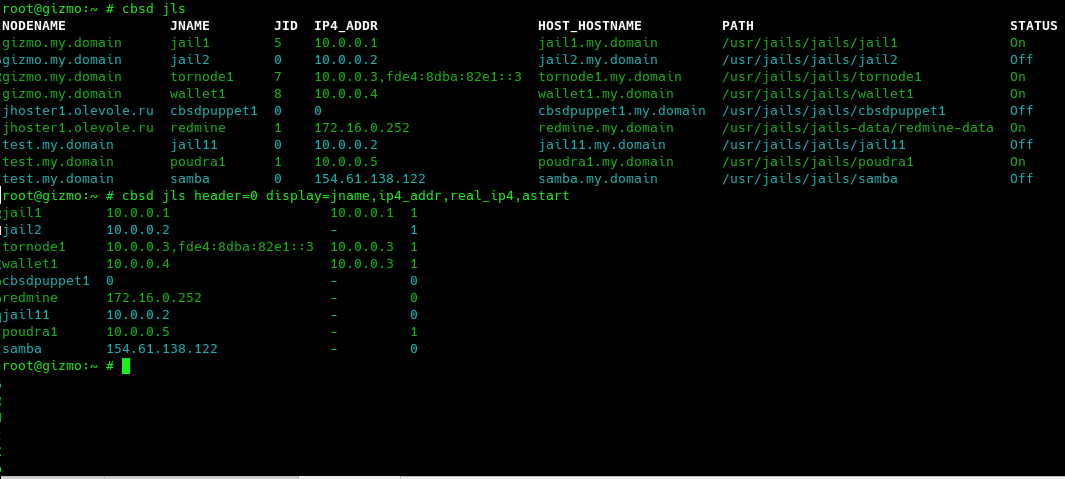 root@gizmo:~ # cbsd jls
NODENAME JNAME JID IP4_ADDR HOST_HOSTNAME PATH STATUS
gizmo.my.domain jail1 5 10.0.0.1 jail1.my.domain /usr/jails/jails/jail1 On
gizmo.my.domain jail2 0 10.0.0.2 jail2.my.domain /usr/jails/jails/jail2 Off
gizmo.my.domain tornode1 7 10.0.0.3,fde4:8dba:82e1::3 tornode1.my.domain /usr/jails/jails/tornode1 On
gizmo.my.domain wallet1 8 10.0.0.4 wallet1.my.domain /usr/jails/jails/wallet1 On
jhoster1.olevole.ru cbsdpuppet1 0 0 cbsdpuppet1.my.domain /usr/jails/jails/cbsdpuppet1 Off
jhoster1.olevole.ru redmine 1 172.16.0.252 redmine.my.domain /usr/jails/jails-data/redmine-data On
test.my.domain jail11 0 10.0.0.2 jail11.my.domain /usr/jails/jails/jail11 Off
test.my.domain poudra1 1 10.0.0.5 poudra1.my.domain /usr/jails/jails/poudra1 On
test.my.domain samba 0 154.61.138.122 samba.my.domain /usr/jails/jails/samba Off
root@gizmo:~ # cbsd jls header=0 display=jname,ip4_addr,real_ip4,astart
jail1 10.0.0.1 10.0.0.1 1
jail2 10.0.0.2 - 1
tornode1 10.0.0.3,fde4:8dba:82e1::3 10.0.0.3 1
wallet1 10.0.0.4 10.0.0.3 1
cbsdpuppet1 0 - 0
redmine 172.16.0.252 - 0
jail11 10.0.0.2 - 0
poudra1 10.0.0.5 - 1
samba 154.61.138.122 - 0
root@gizmo:~ #